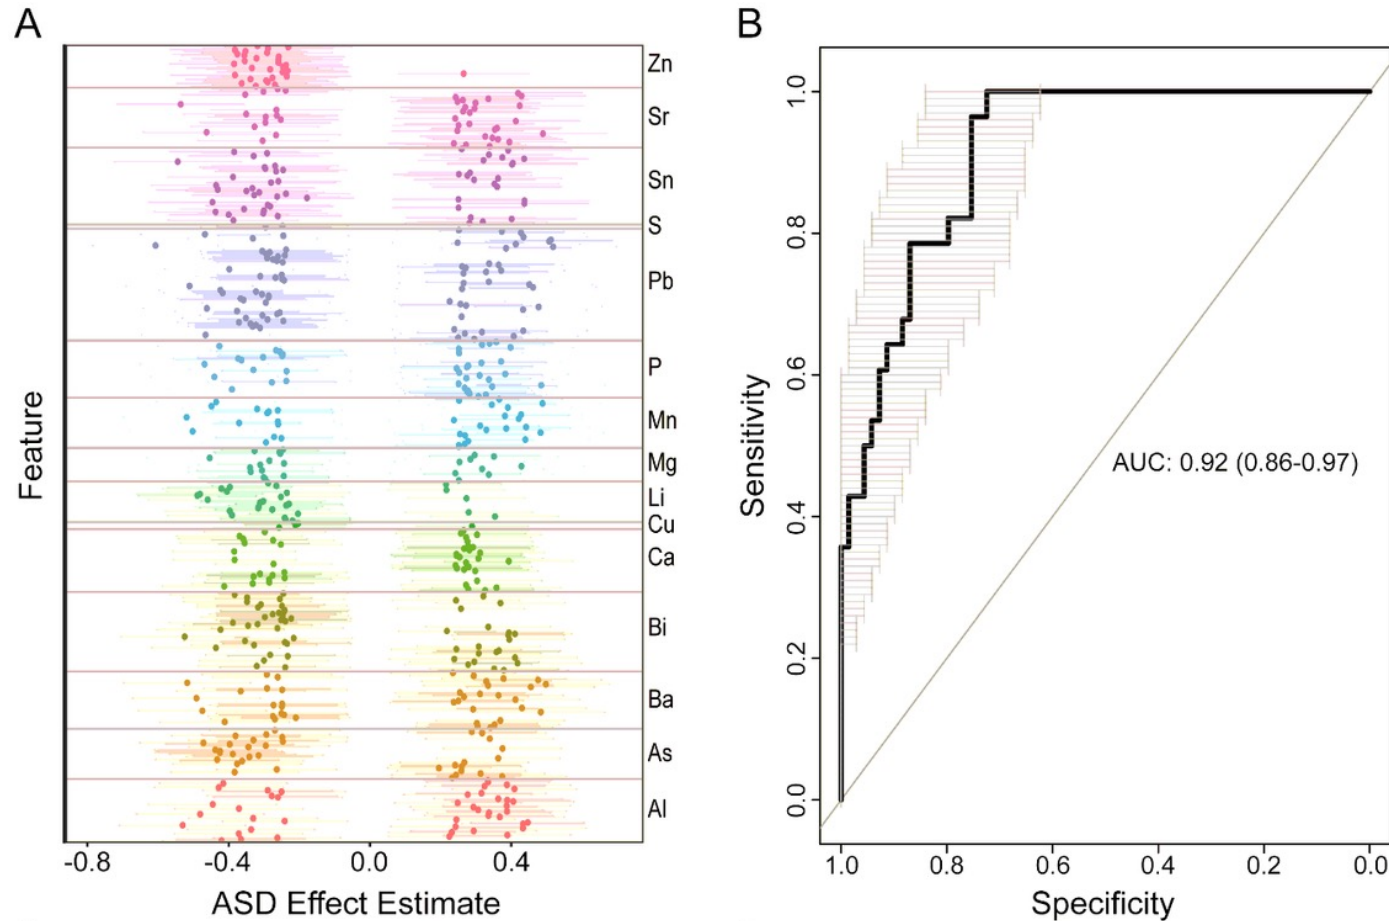 A
Zn
Sr
Sn
S
Pb
P
Mn
Mg
Li
Cu
Ca
Bi
Ba
As
Al
Feature
-0.8 -0.4 0.0 0.4
ASD Effect Estimate
B
1.0
0.8
0.6
0.4
0.2
0.0
Sensitivity
AUC: 0.92 (0.86-0.97)
1.0 0.8 0.6 0.4 0.2 0.0
Specificity